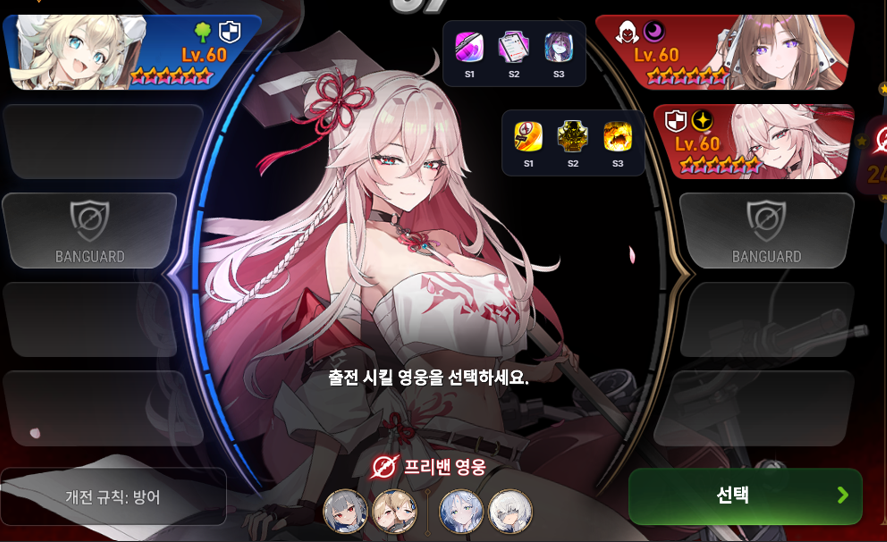 Lv.60
Lv.60
S1 S2 S3
Lv.60
S1 S2 S3
BANGUARD
BANGUARD
출전 시킬 영웅을 선택하세요.
프리밴 영웅
개전 규칙: 방어
선택